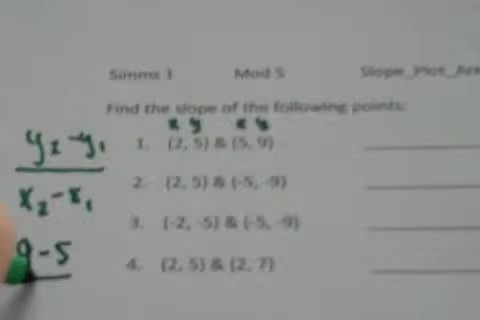 Simms 1 Mod 5 Slope_Plot_
Find the slope of the following points:
x y x y
y₂-y₁
x₂-x₁
1. (2, 5) & (5, 9)
2. (2, 5) & (-5, -9)
3. (-2, -5) & (-5, -9)
9-5
4. (2, 5) & (2, 7)